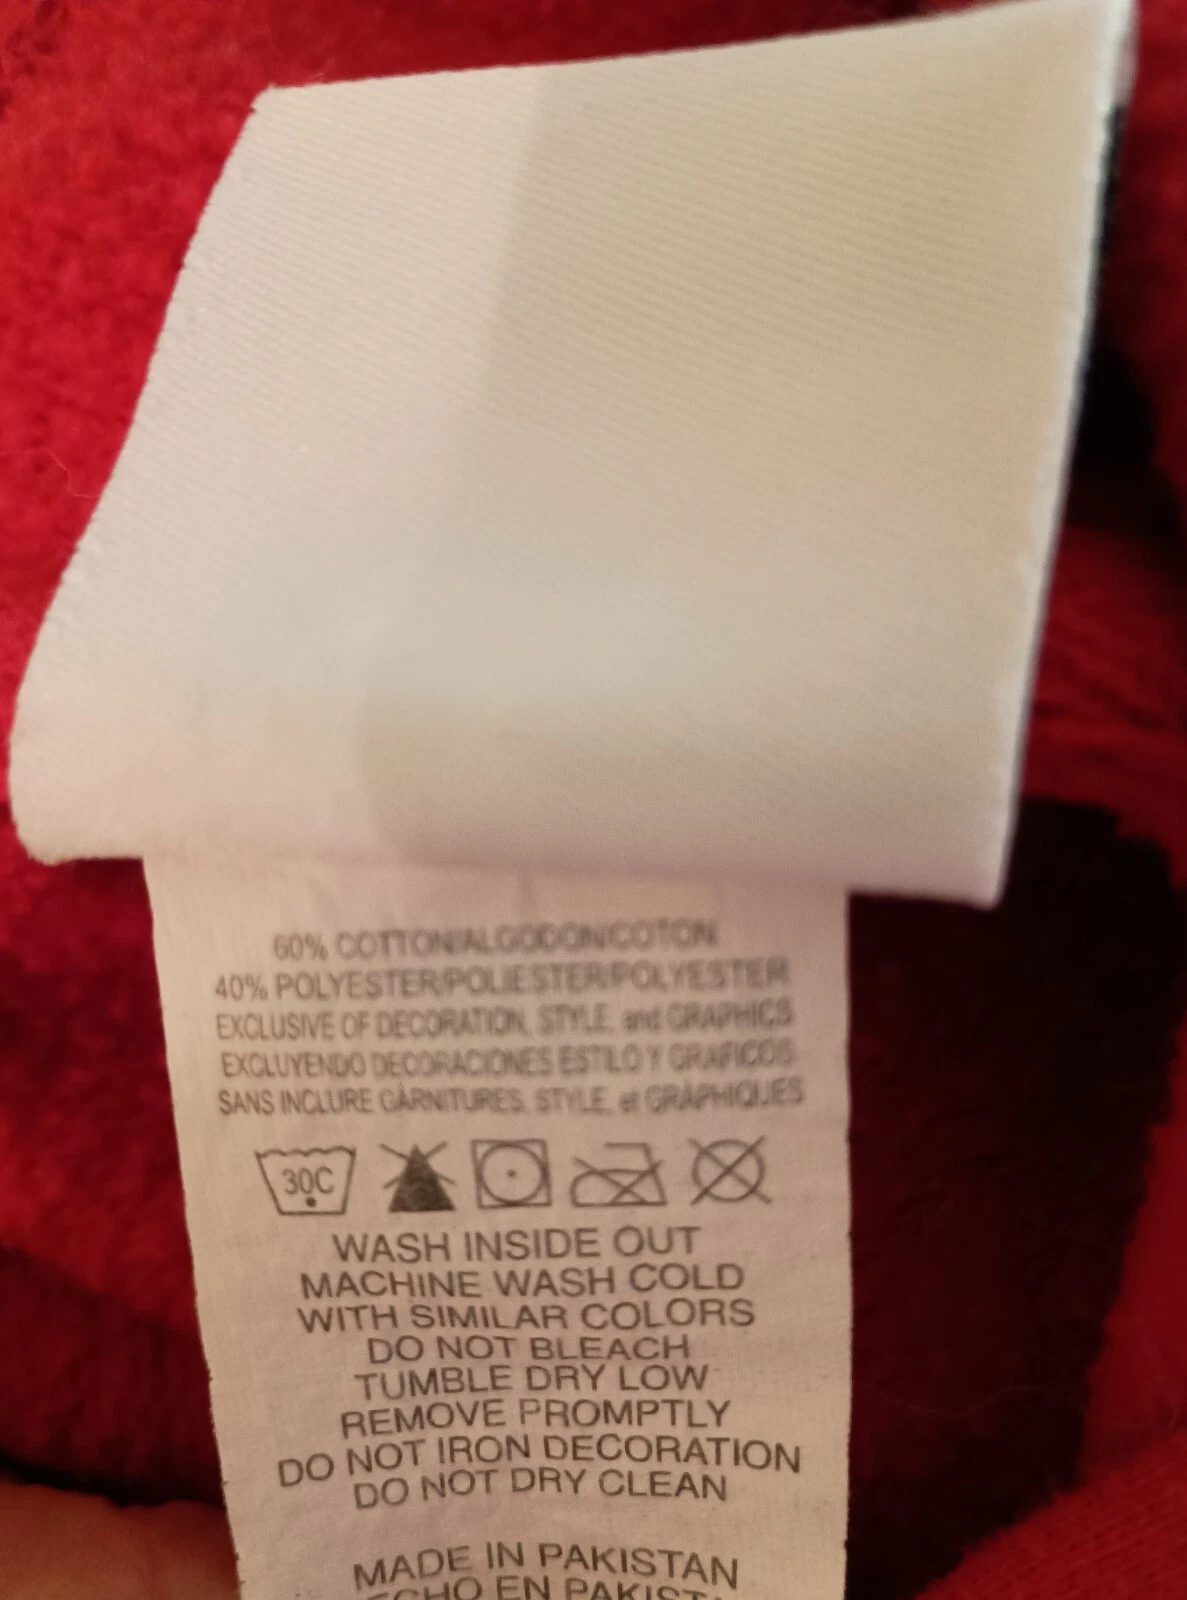 60% COTTON/ALGODON/COTON
40% POLYESTER/POLIESTER/POLYESTER
EXCLUSIVE OF DECORATION, STYLE, and GRAPHICS
EXCLUYENDO DECORACIONES ESTILO Y GRAFICOS
SANS INCLURE GARNITURES, STYLE, et GRAPHIQUES
30C
WASH INSIDE OUT
MACHINE WASH COLD
WITH SIMILAR COLORS
DO NOT BLEACH
TUMBLE DRY LOW
REMOVE PROMPTLY
DO NOT IRON DECORATION
DO NOT DRY CLEAN
MADE IN PAKISTAN
EN